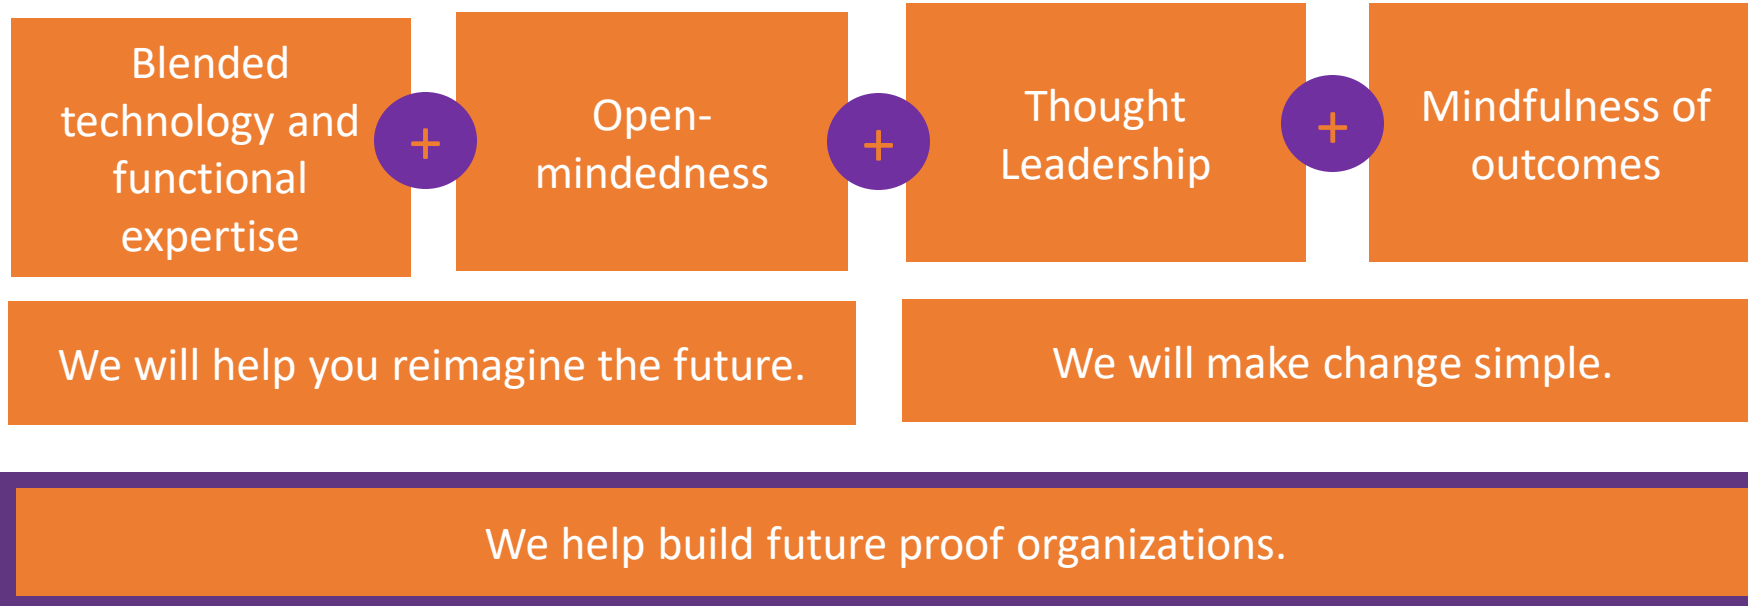 Blended
technology and
functional
expertise
+
Open-
mindedness
+
Thought
Leadership
+
Mindfulness of
outcomes
We will help you reimagine the future.
We will make change simple.
We help build future proof organizations.